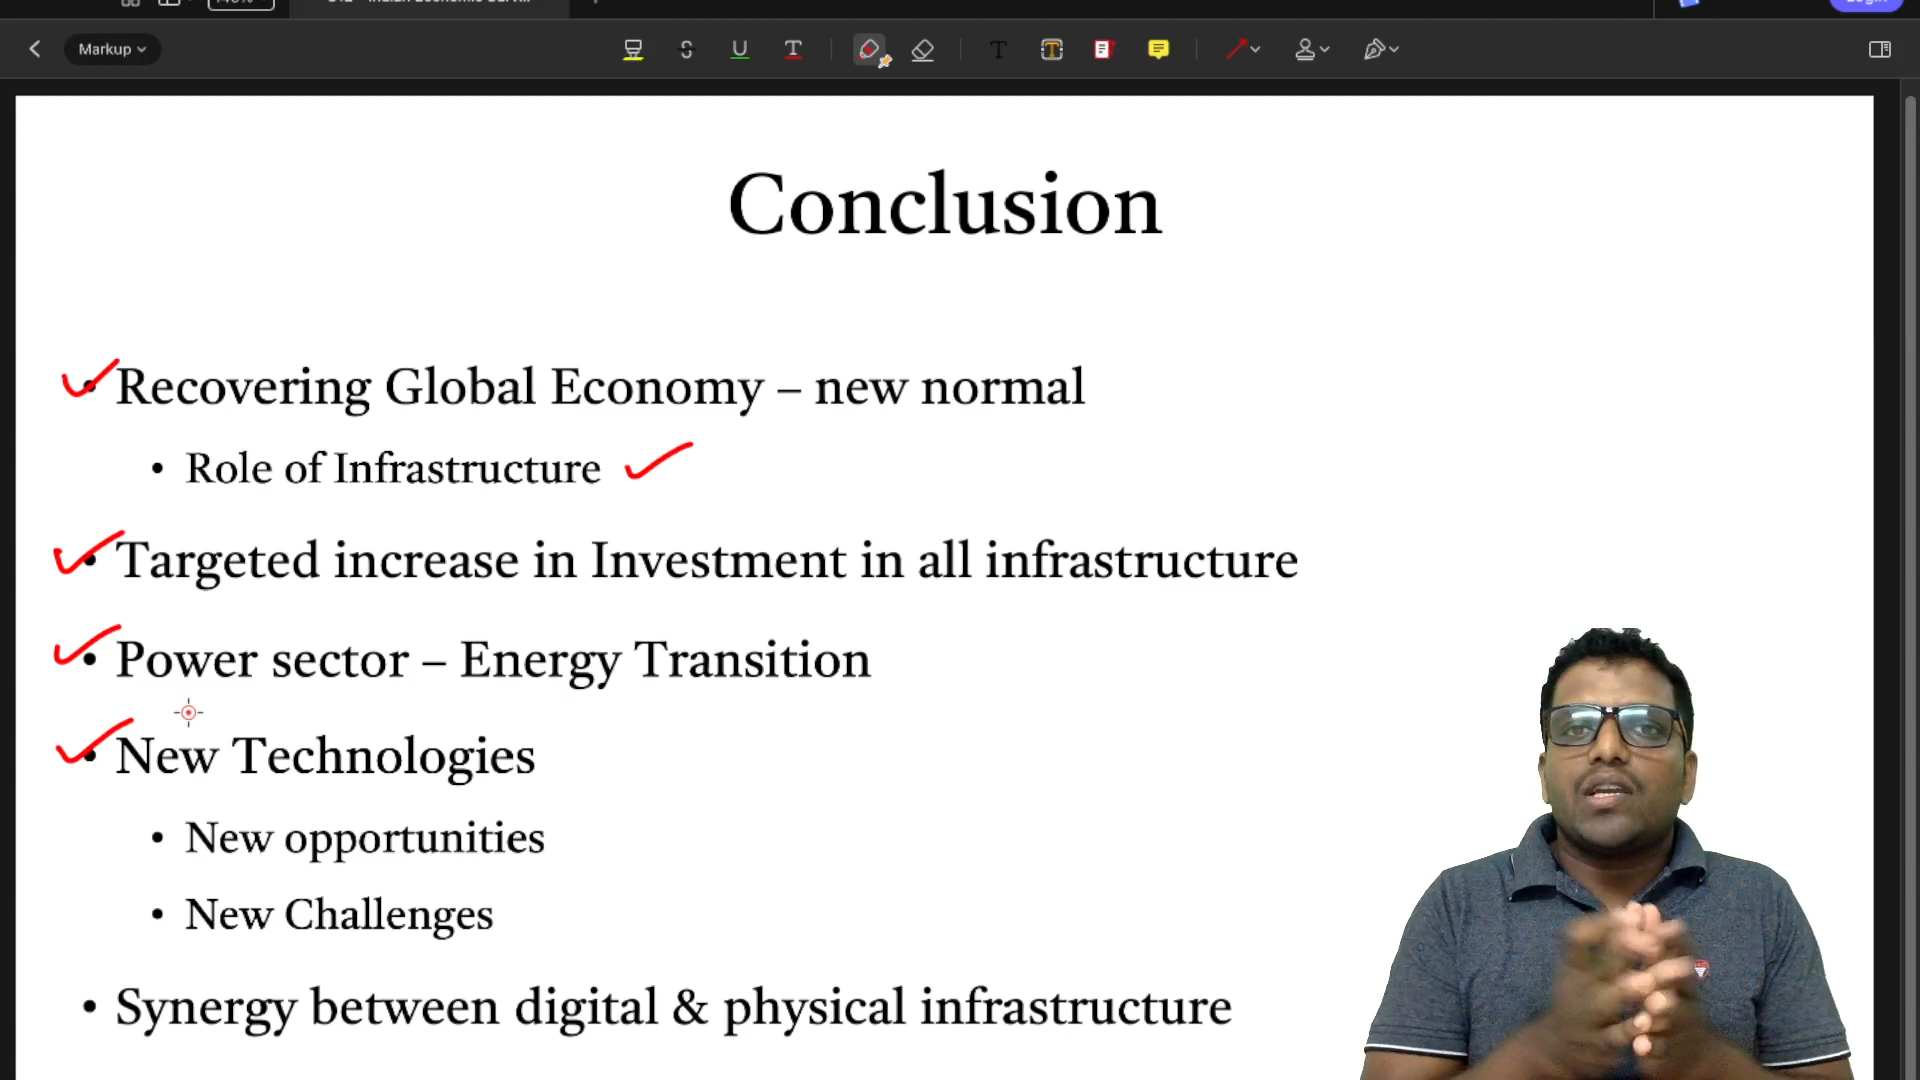 Markup
Conclusion
• Recovering Global Economy – new normal
• Role of Infrastructure
• Targeted increase in Investment in all infrastructure
• Power sector – Energy Transition
• New Technologies
• New opportunities
• New Challenges
• Synergy between digital & physical infrastructure